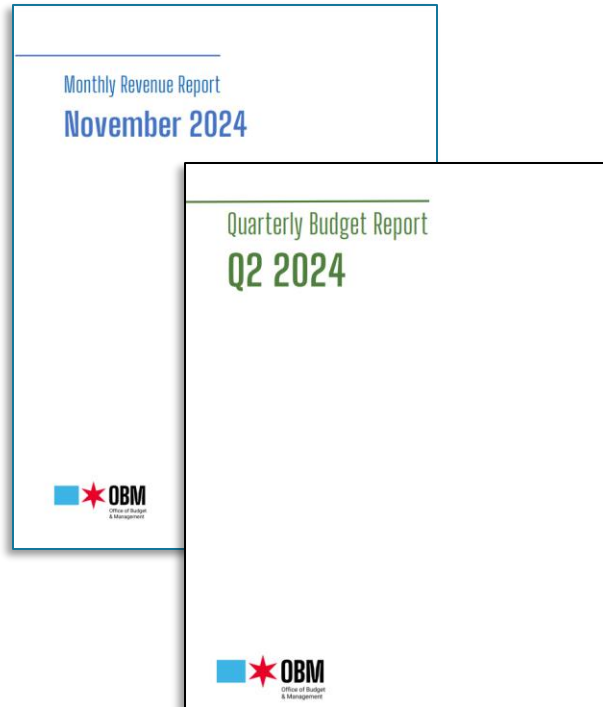 Monthly Revenue Report
November 2024
OBM
Office of Budget
& Management
Quarterly Budget Report
Q2 2024
OBM
Office of Budget
& Management